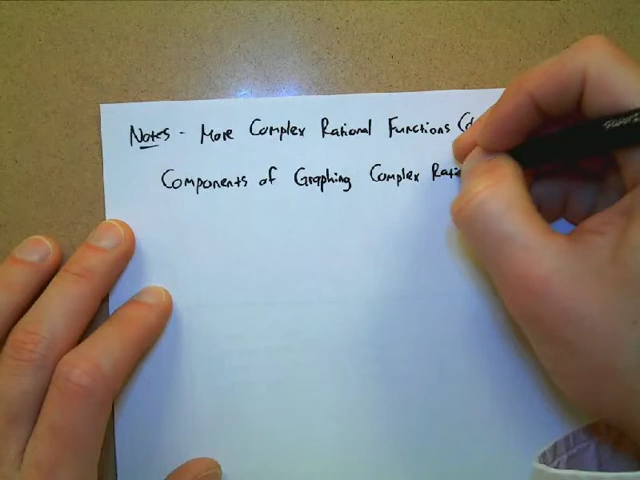 Notes - More Complex Rational Functions
Components of Graphing Complex